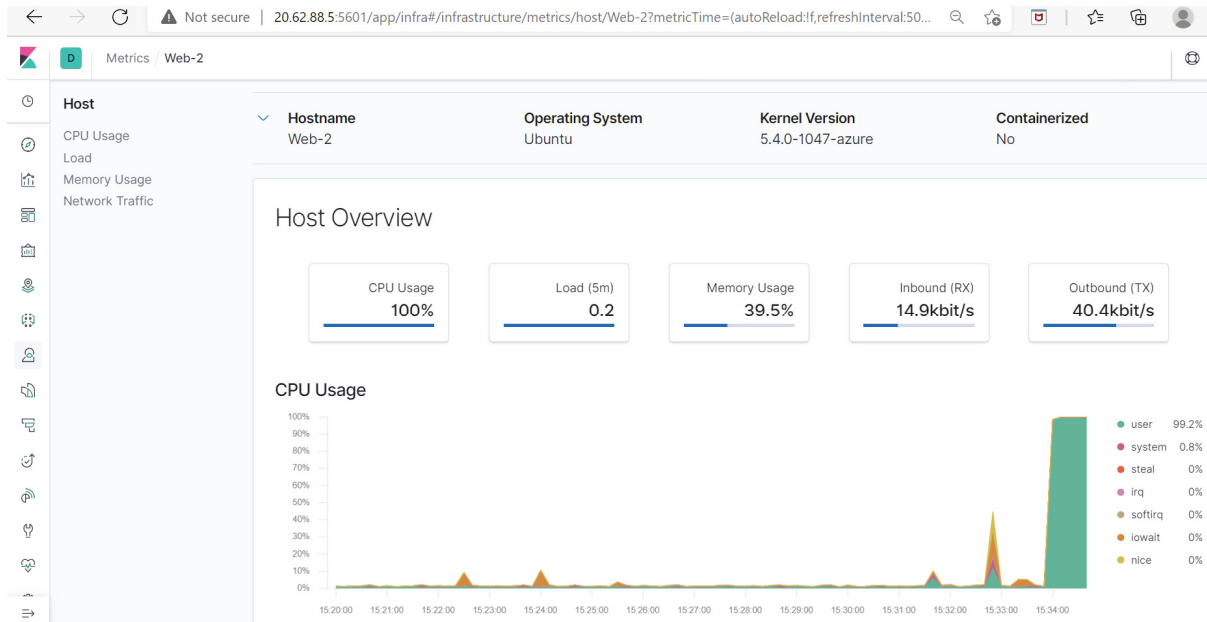 Not secure | 20.62.88.5:5601/app/infra#/infrastructure/metrics/host/Web-2?metricTime=(autoReload:!f,refreshInterval:50...
D Metrics / Web-2
Host
CPU Usage
Load
Memory Usage
Network Traffic
Hostname Operating System Kernel Version Containerized
Web-2 Ubuntu 5.4.0-1047-azure No
Host Overview
CPU Usage Load (5m) Memory Usage Inbound (RX) Outbound (TX)
100% 0.2 39.5% 14.9kbit/s 40.4kbit/s
CPU Usage
100%
90%
80%
70%
60%
50%
40%
30%
20%
10%
0%
user 99.2%
system 0.8%
steal 0%
irq 0%
softirq 0%
iowait 0%
nice 0%
15:20:00 15:21:00 15:22:00 15:23:00 15:24:00 15:25:00 15:26:00 15:27:00 15:28:00 15:29:00 15:30:00 15:31:00 15:32:00 15:33:00 15:34:00